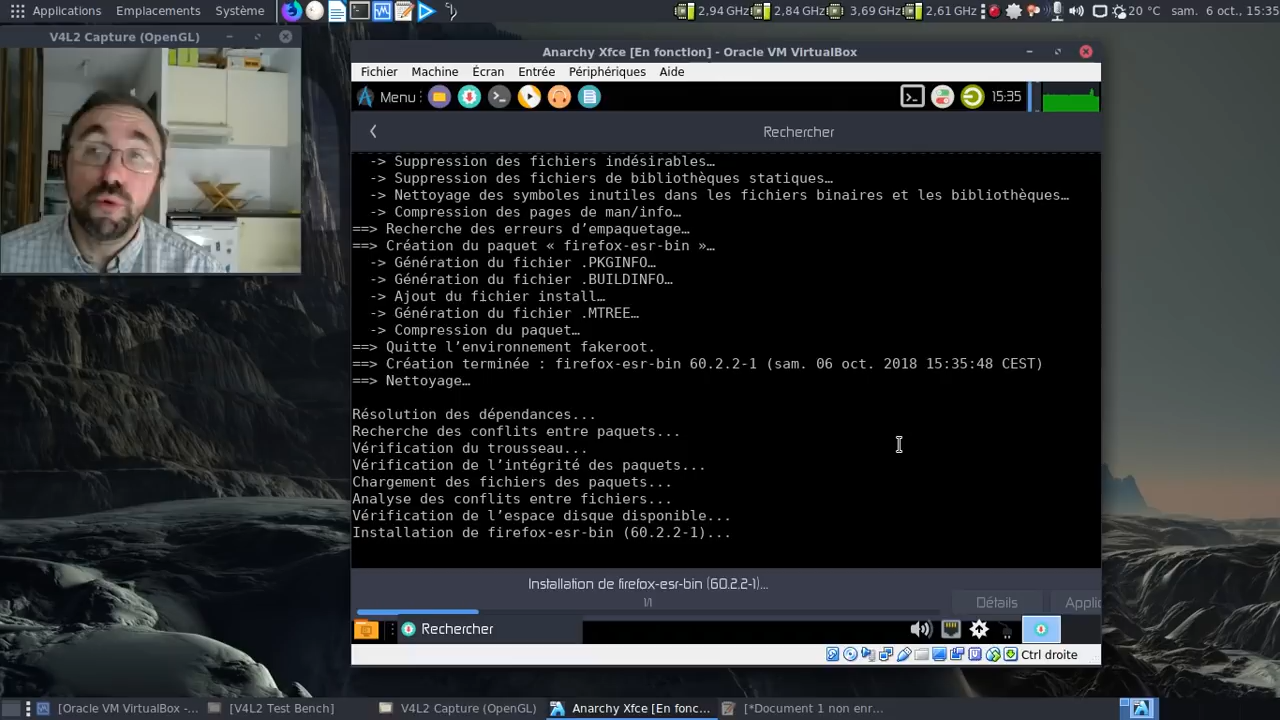 Applications Emplacements Système
2,94 GHz 2,84 GHz 3,69 GHz 2,61 GHz 20 °C sam. 6 oct., 15:35
V4L2 Capture (OpenGL)
Anarchy Xfce [En fonction] - Oracle VM VirtualBox
Fichier Machine Écran Entrée Périphériques Aide
Menu 15:35
Rechercher
-> Suppression des fichiers indésirables…
-> Suppression des fichiers de bibliothèques statiques…
-> Nettoyage des symboles inutiles dans les fichiers binaires et les bibliothèques…
-> Compression des pages de man/info…
==> Recherche des erreurs d’empaquetage…
==> Création du paquet « firefox-esr-bin »…
-> Génération du fichier .PKGINFO…
-> Génération du fichier .BUILDINFO…
-> Ajout du fichier install…
-> Génération du fichier .MTREE…
-> Compression du paquet…
==> Quitte l’environnement fakeroot.
==> Création terminée : firefox-esr-bin 60.2.2-1 (sam. 06 oct. 2018 15:35:48 CEST)
==> Nettoyage…
Résolution des dépendances...
Recherche des conflits entre paquets...
Vérification du trousseau...
Vérification de l’intégrité des paquets...
Chargement des fichiers des paquets...
Analyse des conflits entre fichiers...
Vérification de l’espace disque disponible...
Installation de firefox-esr-bin (60.2.2-1)...
Installation de firefox-esr-bin (60.2.2-1)...
1/1
Détails Applic
Rechercher
Ctrl droite
[Oracle VM VirtualBox -... [V4L2 Test Bench] V4L2 Capture (OpenGL) Anarchy Xfce [En fonc... [*Document 1 non enr...